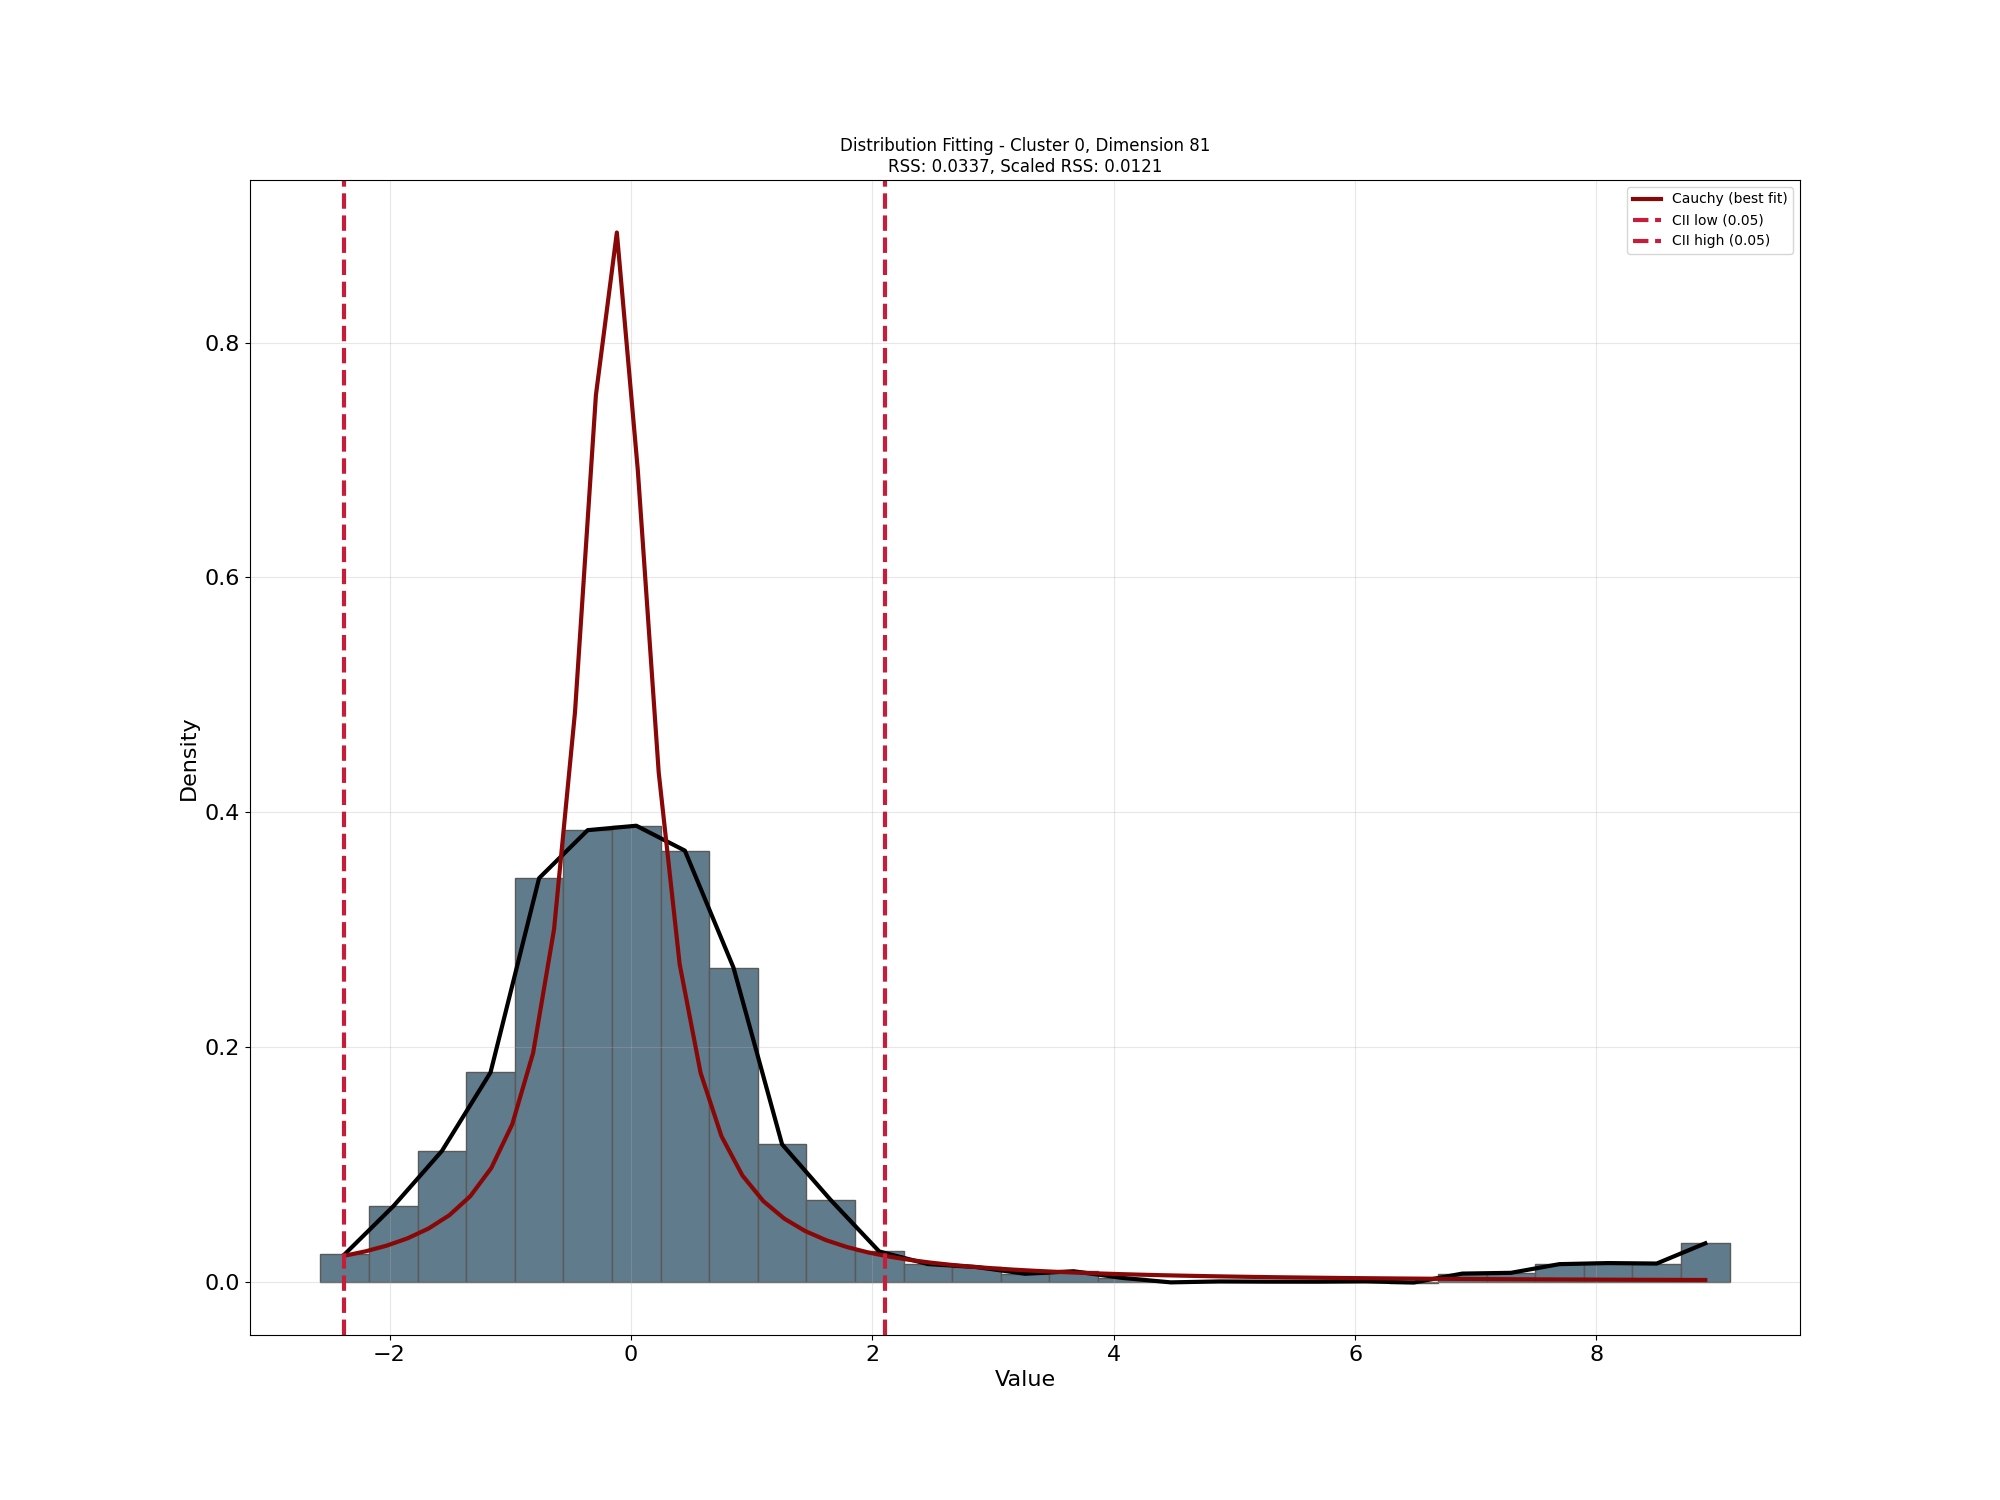 Distribution Fitting - Cluster 0, Dimension 81
RSS: 0.0337, Scaled RSS: 0.0121
Cauchy (best fit)
CII low (0.05)
CII high (0.05)
0.8
0.6
0.4
0.2
0.0
Density
−2
0
2
4
6
8
Value